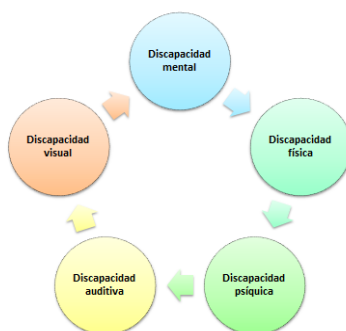 Discapacidad
mental
Discapacidad
física
Discapacidad
psíquica
Discapacidad
auditiva
Discapacidad
visual